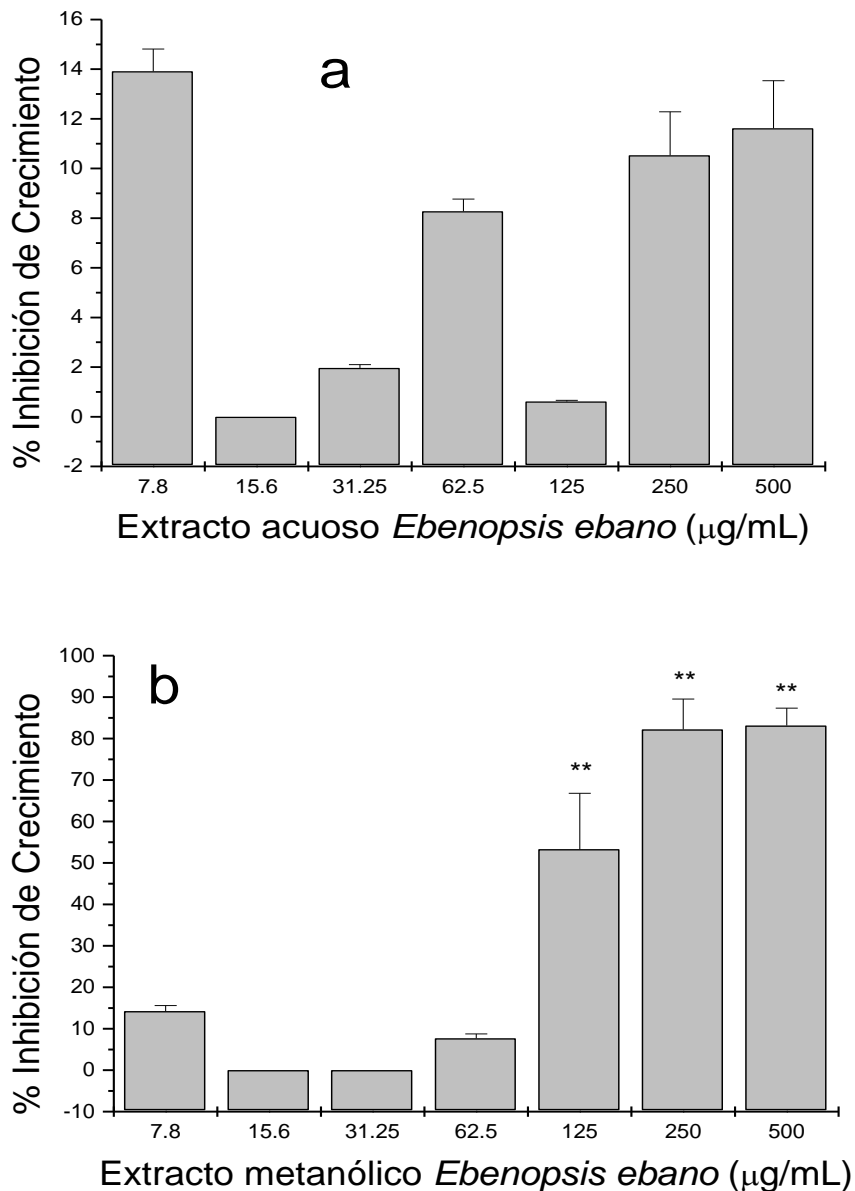 16
14
12
10
8
6
4
2
0
-2
% Inhibición de Crecimiento
a
7.8 15.6 31.25 62.5 125 250 500
Extracto acuoso Ebenopsis ebano (µg/mL)
100
90
80
70
60
50
40
30
20
10
0
-10
% Inhibición de Crecimiento
b
** ** **
7.8 15.6 31.25 62.5 125 250 500
Extracto metanólico Ebenopsis ebano (µg/mL)